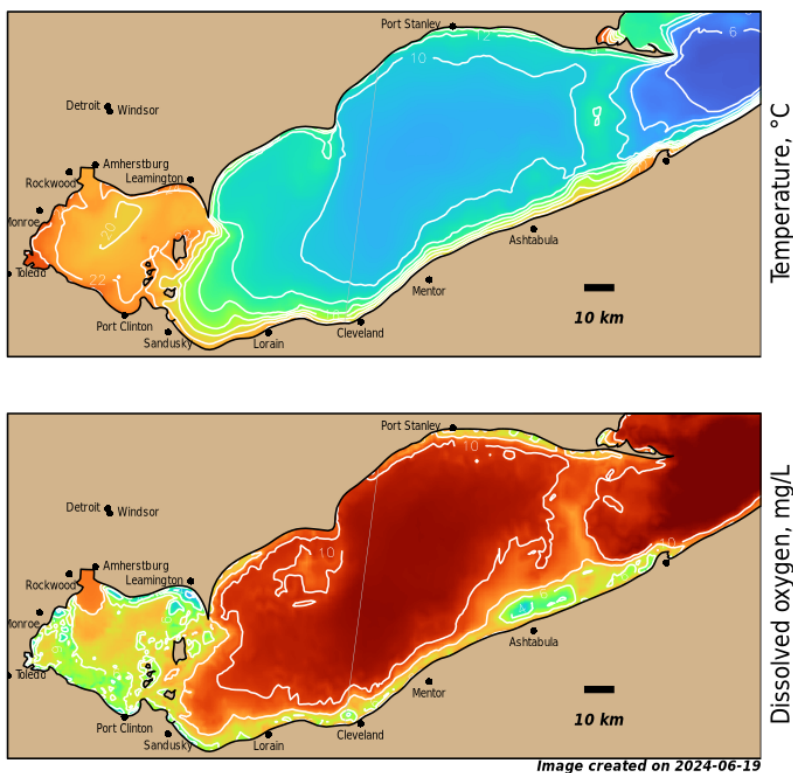 Port Stanley
12
6
10
Detroit
Windsor
Amherstburg
Rockwood
Leamington
Monroe
20
22
Toledo
Port Clinton
Sandusky
Lorain
Cleveland
Mentor
Ashtabula
10 km
Temperature, °C
Port Stanley
10
Detroit
Windsor
10
10
Amherstburg
Rockwood
Leamington
Monroe
Toledo
Port Clinton
Sandusky
Lorain
Cleveland
Mentor
Ashtabula
10 km
Dissolved oxygen, mg/L
Image created on 2024-06-19